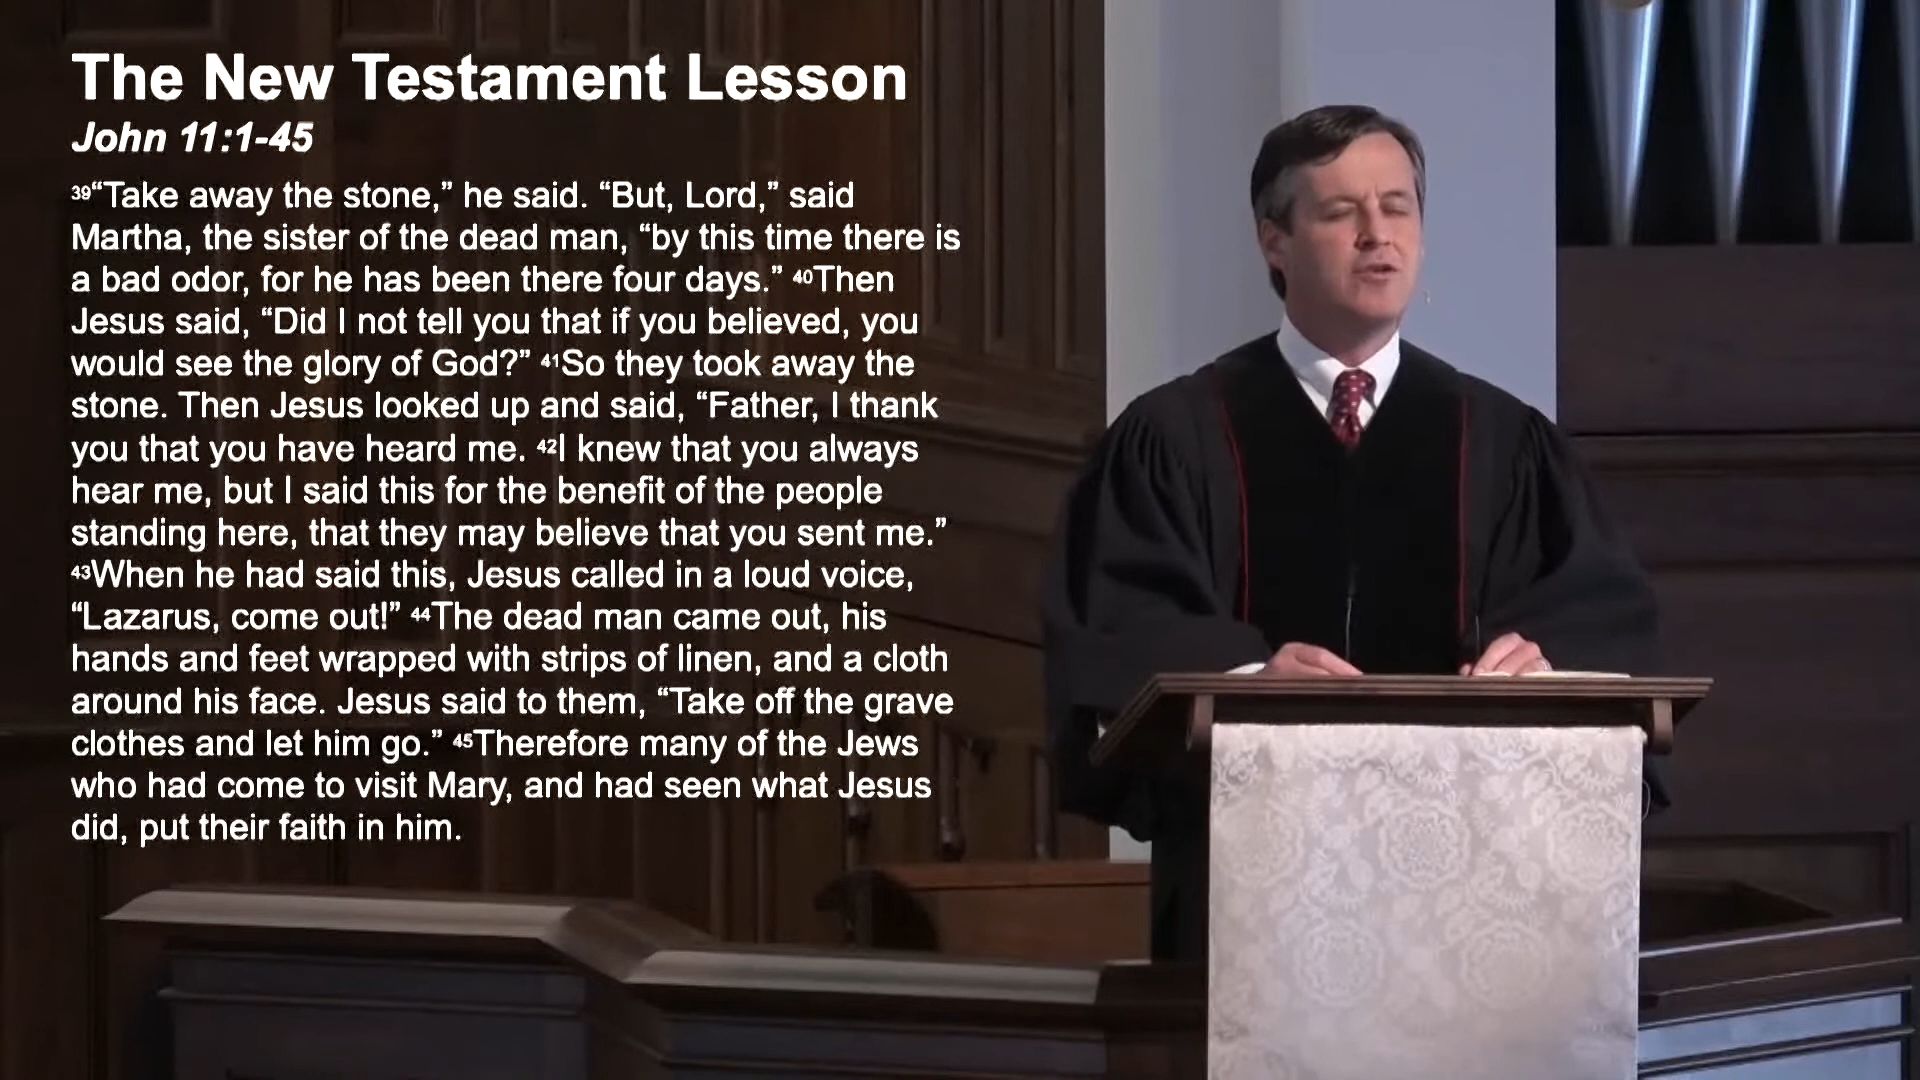 The New Testament Lesson
John 11:1-45
39“Take away the stone,” he said. “But, Lord,” said
Martha, the sister of the dead man, “by this time there is
a bad odor, for he has been there four days.” 40Then
Jesus said, “Did I not tell you that if you believed, you
would see the glory of God?” 41So they took away the
stone. Then Jesus looked up and said, “Father, I thank
you that you have heard me. 42I knew that you always
hear me, but I said this for the benefit of the people
standing here, that they may believe that you sent me.”
43When he had said this, Jesus called in a loud voice,
“Lazarus, come out!” 44The dead man came out, his
hands and feet wrapped with strips of linen, and a cloth
around his face. Jesus said to them, “Take off the grave
clothes and let him go.” 45Therefore many of the Jews
who had come to visit Mary, and had seen what Jesus
did, put their faith in him.